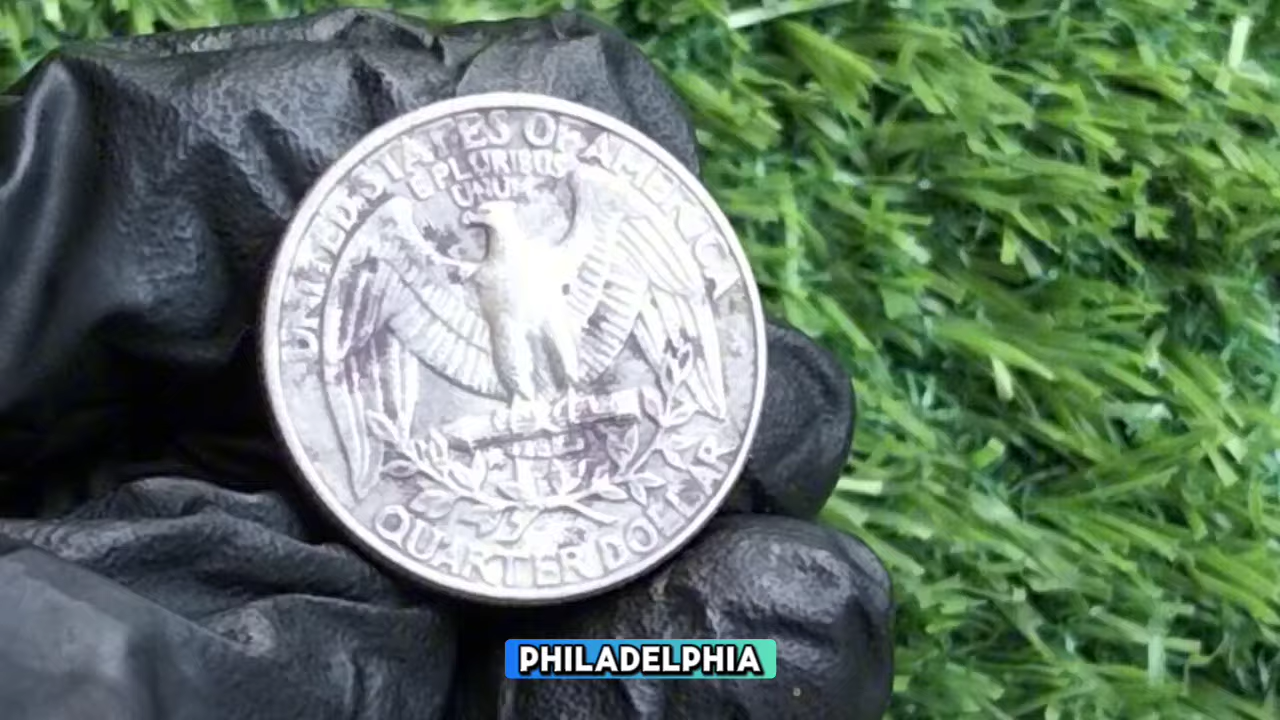 UNITED STATES OF AMERICA
E PLURIBUS
UNUM
QUARTER DOLLAR
PHILADELPHIA